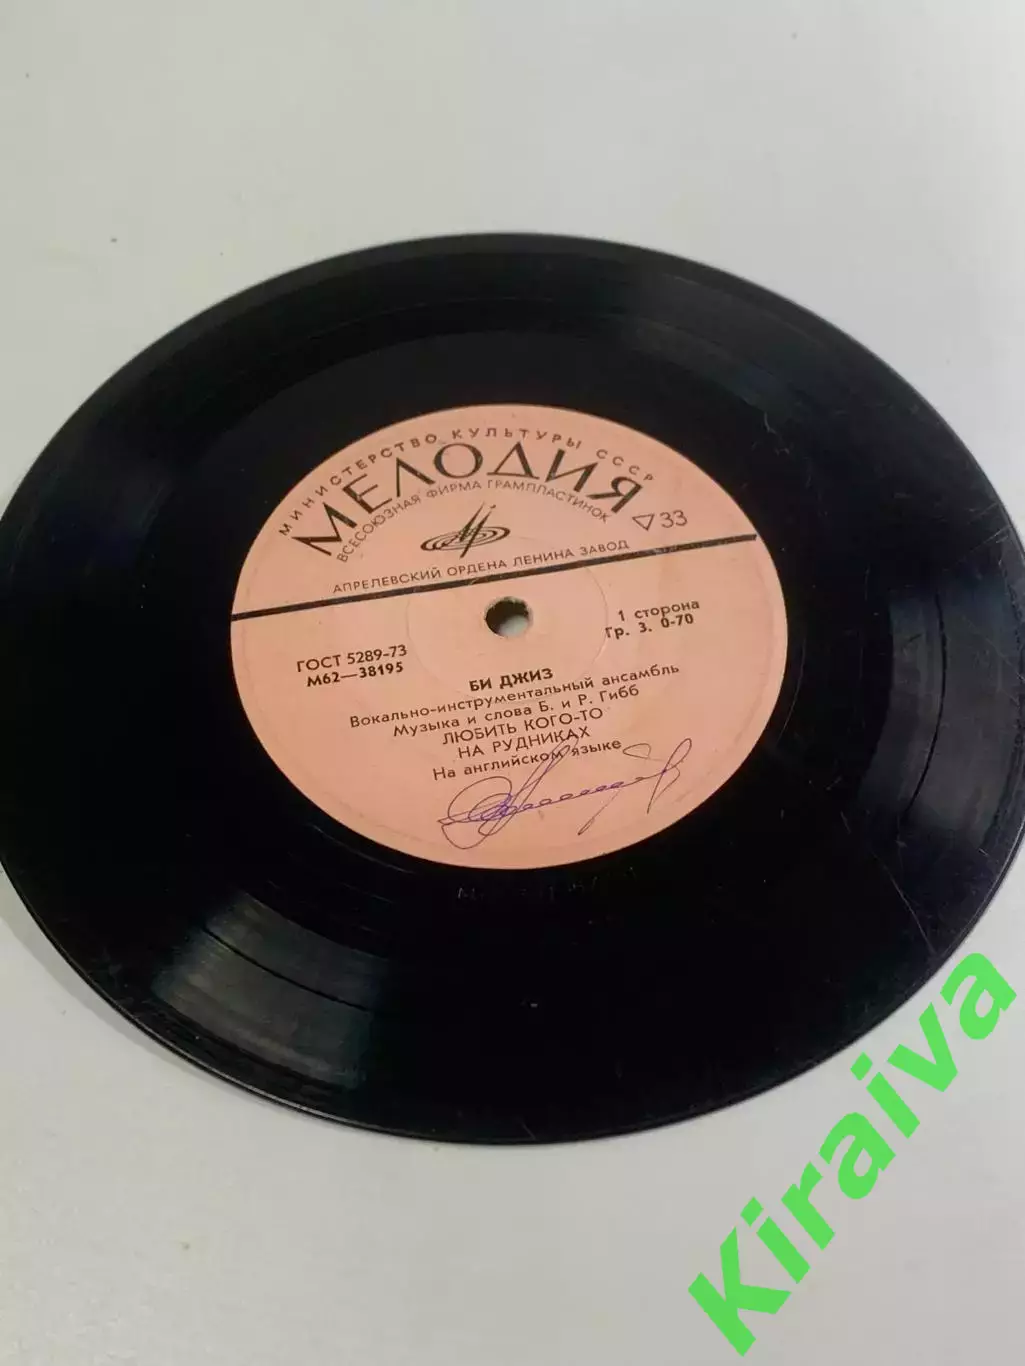 МИНИСТЕРСТВО КУЛЬТУРЫ СССР
МЕЛОДИЯ
ВСЕСОЮЗНАЯ ФИРМА ГРАМПЛАСТИНОК
33
АПРЕЛЕВСКИЙ ОРДЕНА ЛЕНИНА ЗАВОД
ГОСТ 5289-73
М62—38195
1 сторона
Гр. 3. 0-70
БИ ДЖИЗ
Вокально-инструментальный ансамбль
Музыка и слова Б. и Р. Гибб
ЛЮБИТЬ КОГО-ТО
НА РУДНИКАХ
На английском языке
Kiraiva